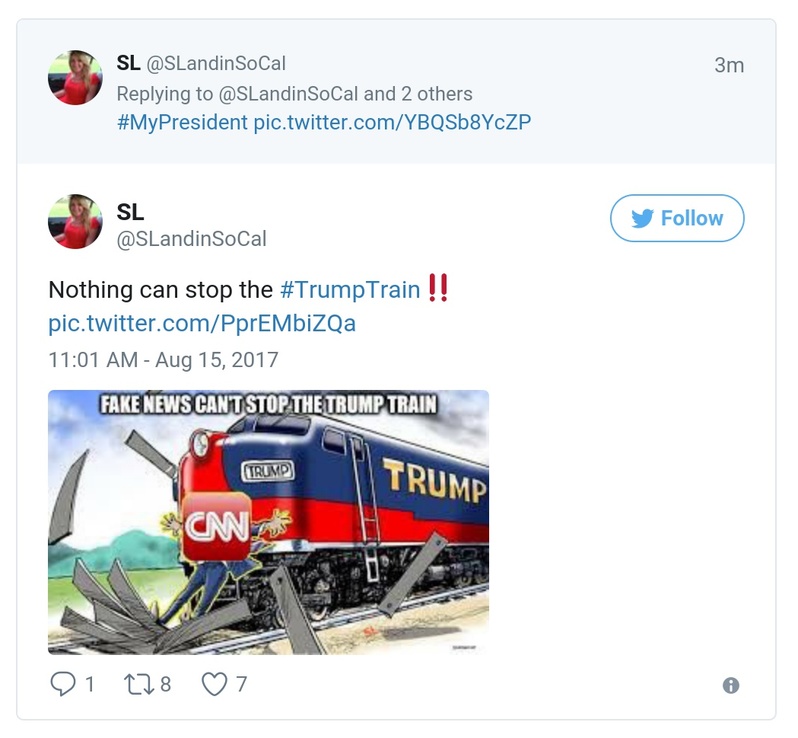 SL @SLandinSoCal
3m
Replying to @SLandinSoCal and 2 others
#MyPresident pic.twitter.com/YBQSb8YcZP
SL
@SLandinSoCal
Follow
Nothing can stop the #TrumpTrain‼️
pic.twitter.com/PprEMbiZQa
11:01 AM - Aug 15, 2017
FAKE NEWS CAN'T STOP THE TRUMP TRAIN
TRUMP
TRUMP
CNN
1
8
7